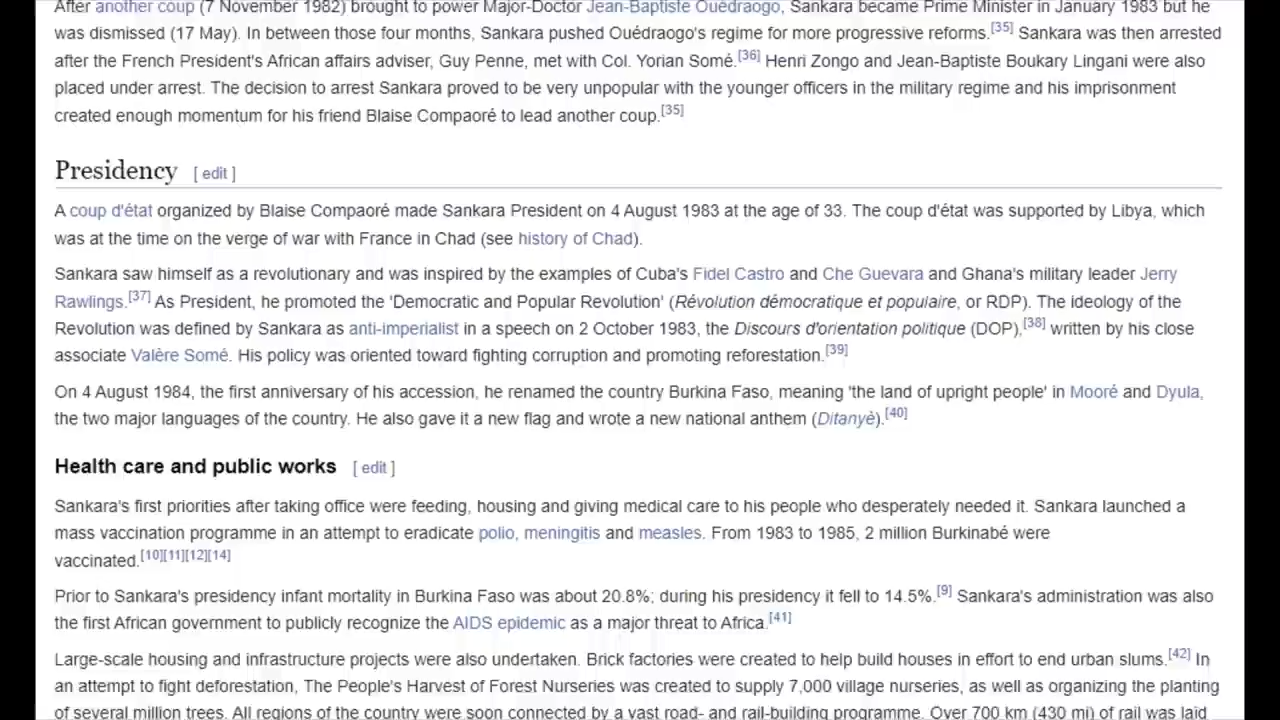 After another coup (7 November 1982) brought to power Major-Doctor Jean-Baptiste Ouédraogo, Sankara became Prime Minister in January 1983 but he
was dismissed (17 May). In between those four months, Sankara pushed Ouédraogo's regime for more progressive reforms.[35] Sankara was then arrested
after the French President's African affairs adviser, Guy Penne, met with Col. Yorian Somé.[36] Henri Zongo and Jean-Baptiste Boukary Lingani were also
placed under arrest. The decision to arrest Sankara proved to be very unpopular with the younger officers in the military regime and his imprisonment
created enough momentum for his friend Blaise Compaoré to lead another coup.[35]
Presidency [ edit ]
A coup d'état organized by Blaise Compaoré made Sankara President on 4 August 1983 at the age of 33. The coup d'état was supported by Libya, which
was at the time on the verge of war with France in Chad (see history of Chad).
Sankara saw himself as a revolutionary and was inspired by the examples of Cuba's Fidel Castro and Che Guevara and Ghana's military leader Jerry
Rawlings.[37] As President, he promoted the 'Democratic and Popular Revolution' (Révolution démocratique et populaire, or RDP). The ideology of the
Revolution was defined by Sankara as anti-imperialist in a speech on 2 October 1983, the Discours d'orientation politique (DOP),[38] written by his close
associate Valère Somé. His policy was oriented toward fighting corruption and promoting reforestation.[39]
On 4 August 1984, the first anniversary of his accession, he renamed the country Burkina Faso, meaning 'the land of upright people' in Mooré and Dyula,
the two major languages of the country. He also gave it a new flag and wrote a new national anthem (Ditanyè).[40]
Health care and public works [ edit ]
Sankara's first priorities after taking office were feeding, housing and giving medical care to his people who desperately needed it. Sankara launched a
mass vaccination programme in an attempt to eradicate polio, meningitis and measles. From 1983 to 1985, 2 million Burkinabé were
vaccinated.[10][11][12][14]
Prior to Sankara's presidency infant mortality in Burkina Faso was about 20.8%; during his presidency it fell to 14.5%.[9] Sankara's administration was also
the first African government to publicly recognize the AIDS epidemic as a major threat to Africa.[41]
Large-scale housing and infrastructure projects were also undertaken. Brick factories were created to help build houses in effort to end urban slums.[42] In
an attempt to fight deforestation, The People's Harvest of Forest Nurseries was created to supply 7,000 village nurseries, as well as organizing the planting
of several million trees. All regions of the country were soon connected by a vast road- and rail-building programme. Over 700 km (430 mi) of rail was laid